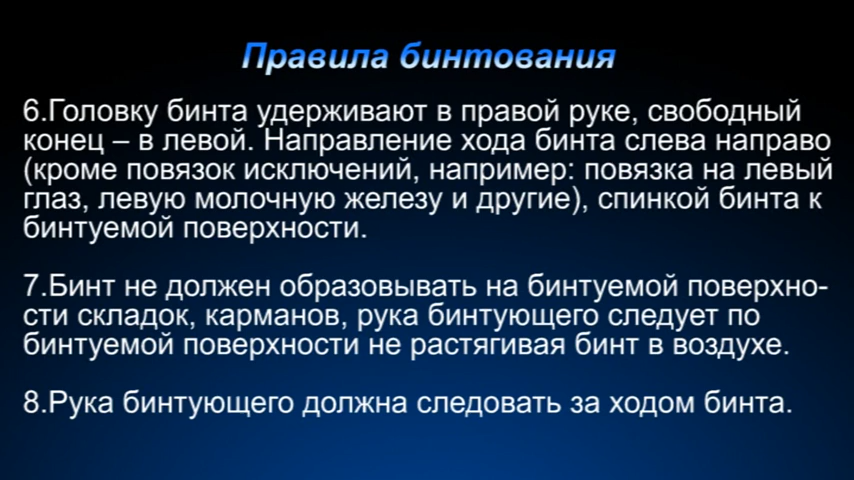 Правила бинтования
6.Головку бинта удерживают в правой руке, свободный
конец – в левой. Направление хода бинта слева направо
(кроме повязок исключений, например: повязка на левый
глаз, левую молочную железу и другие), спинкой бинта к
бинтуемой поверхности.
7.Бинт не должен образовывать на бинтуемой поверхно-
сти складок, карманов, рука бинтующего следует по
бинтуемой поверхности не растягивая бинт в воздухе.
8.Рука бинтующего должна следовать за ходом бинта.